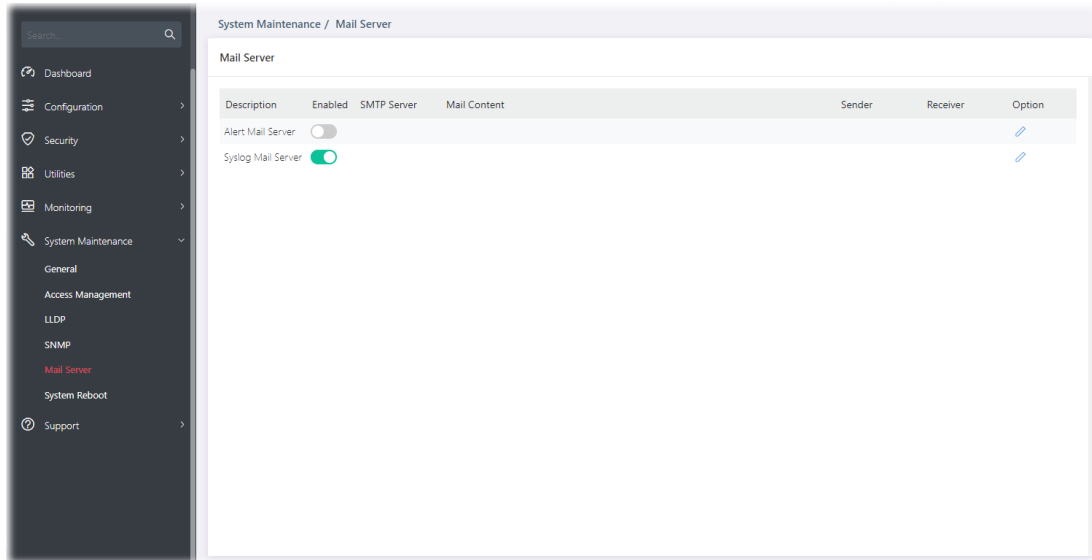 System Maintenance / Mail Server
Search...
Dashboard
Configuration
Security
Utilities
Monitoring
System Maintenance
General
Access Management
LLDP
SNMP
Mail Server
System Reboot
Support
Mail Server
Description Enabled SMTP Server Mail Content Sender Receiver Option
Alert Mail Server
Syslog Mail Server